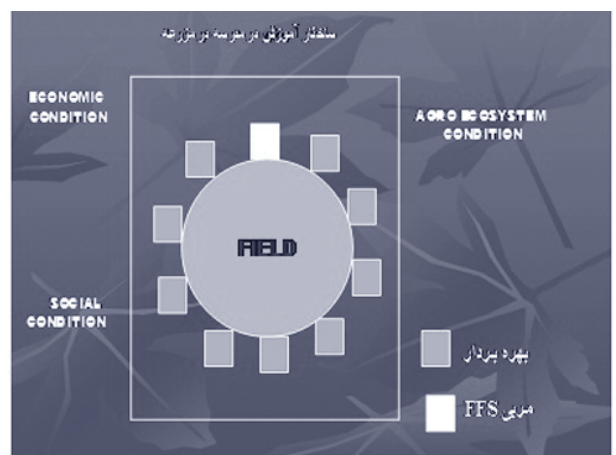 ساختار آموزش در مدرسه در مزرعه
ECONOMIC
CONDITION
AGRO ECOSYSTEM
CONDITION
FIELD
SOCIAL
CONDITION
بهره بردار
مربی FFS